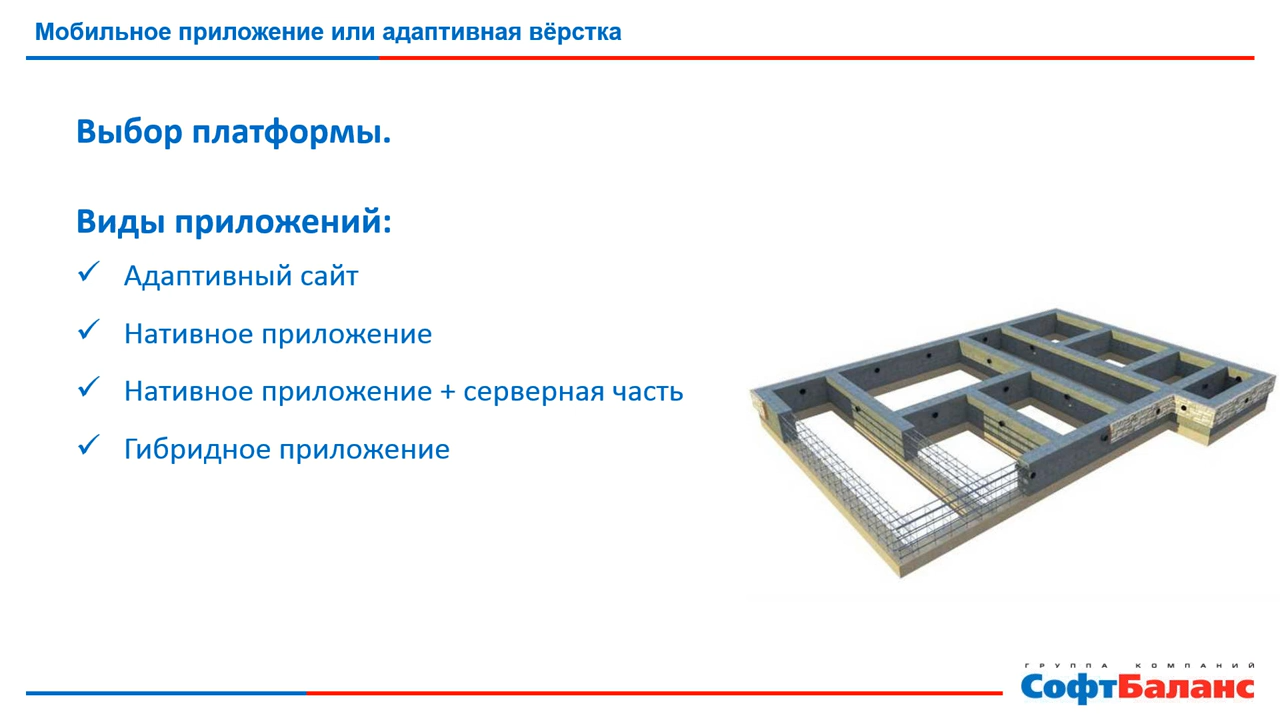 Мобильное приложение или адаптивная вёрстка
Выбор платформы.
Виды приложений:
✓ Адаптивный сайт
✓ Нативное приложение
✓ Нативное приложение + серверная часть
✓ Гибридное приложение
ГРУППА КОМПАНИЙ
СофтБаланс